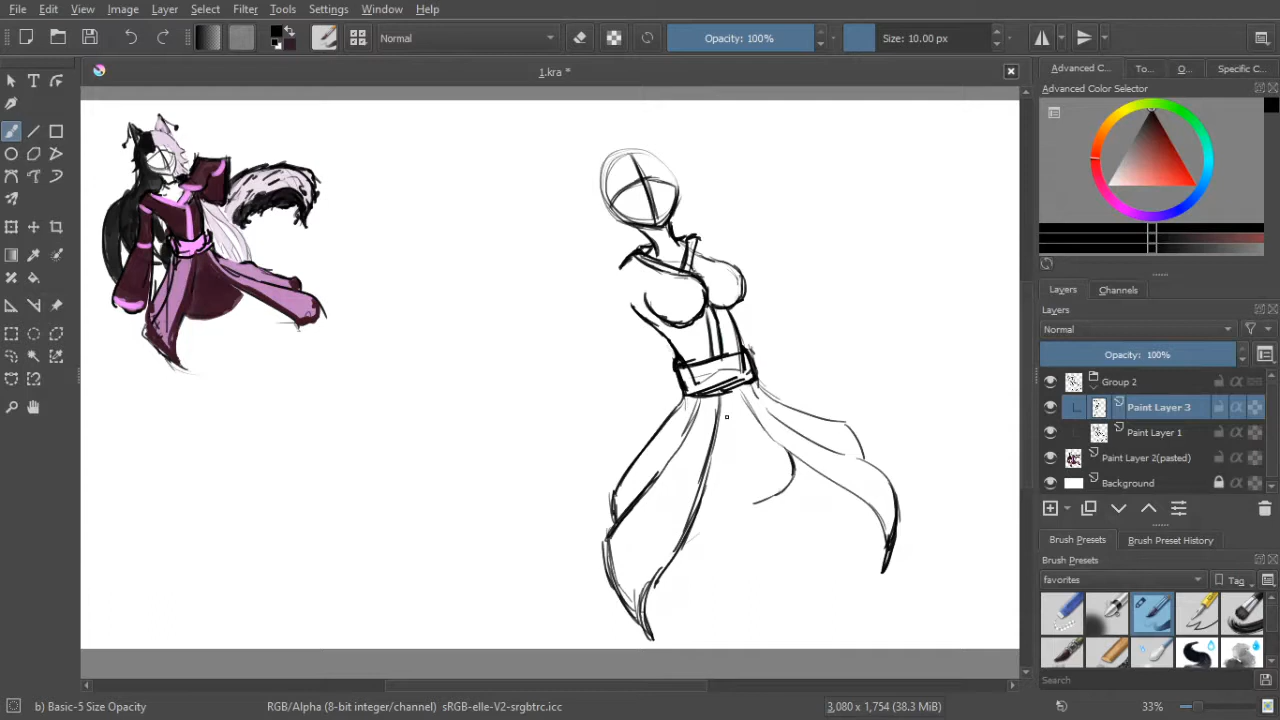 File Edit View Image Layer Select Filter Tools Settings Window Help
Normal Opacity: 100% Size: 10.00 px
1.kra *
Advanced C... To... O... Specific C...
Advanced Color Selector
Layers Channels
Layers
Normal
Opacity: 100%
Group 2
Paint Layer 3
Paint Layer 1
Paint Layer 2(pasted)
Background
Brush Presets Brush Preset History
Brush Presets
favorites Tag
Search
b) Basic-5 Size Opacity RGB/Alpha (8-bit integer/channel) sRGB-elle-V2-srgbtrc.icc 3,080 x 1,754 (38.3 MiB) 33%